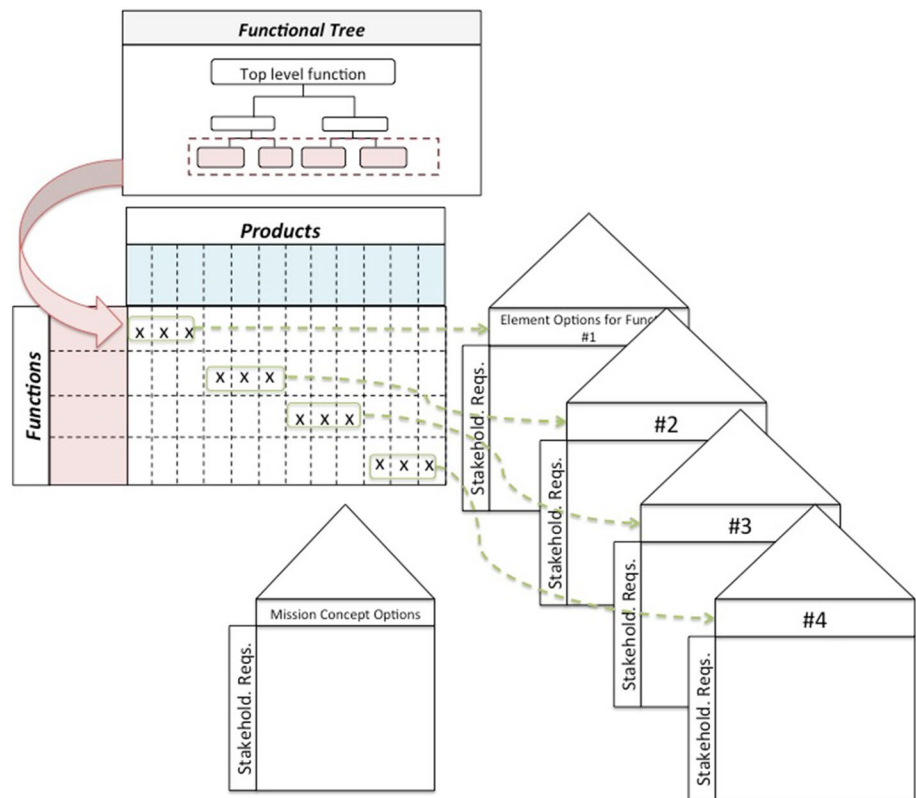 Functional Tree
Top level function
Products
Functions
x x x
x x x
x x x
x x x
Element Options for Func
#1
Stakehold. Reqs.
#2
Stakehold. Reqs.
#3
Stakehold. Reqs.
#4
Stakehold. Reqs.
Mission Concept Options
Stakehold. Reqs.